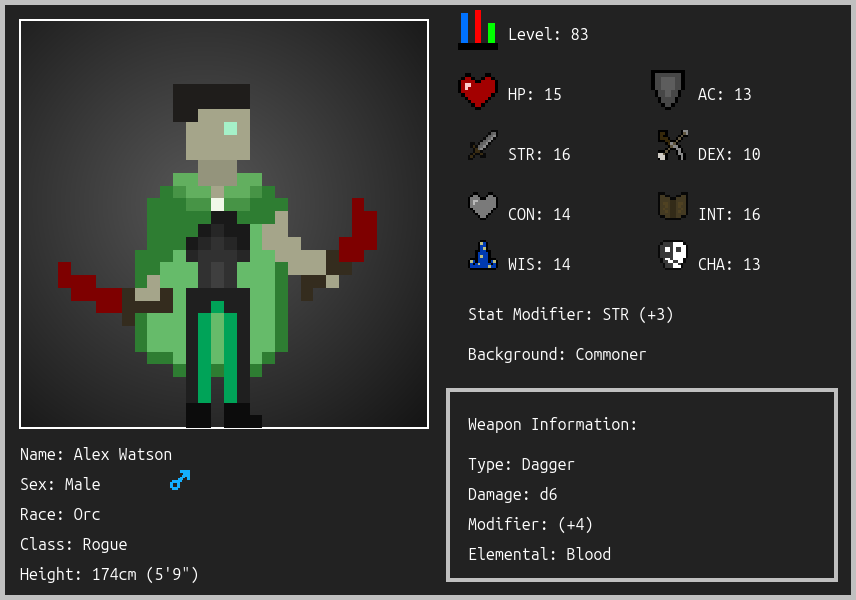 Level: 83
HP: 15
AC: 13
STR: 16
DEX: 10
CON: 14
INT: 16
WIS: 14
CHA: 13
Stat Modifier: STR (+3)
Background: Commoner
Weapon Information:
Type: Dagger
Damage: d6
Modifier: (+4)
Elemental: Blood
Name: Alex Watson
Sex: Male
Race: Orc
Class: Rogue
Height: 174cm (5'9")